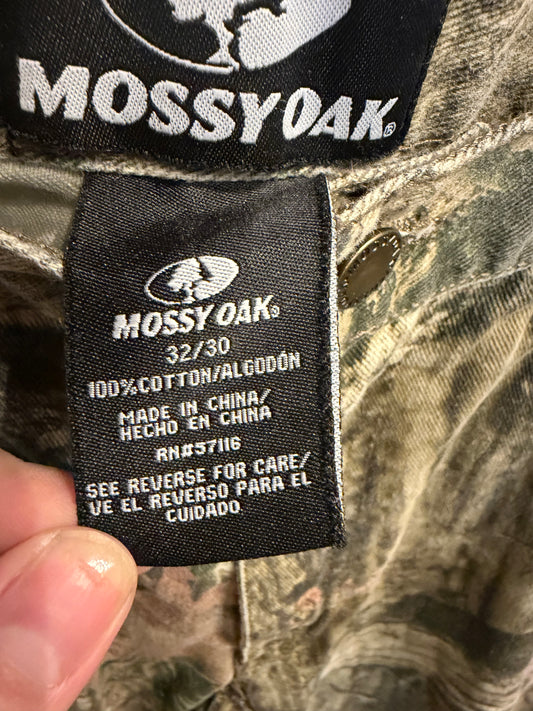 MOSSY OAK®
MOSSY OAK®
32/30
100%COTTON/ALGODÓN
MADE IN CHINA/
HECHO EN CHINA
RN#57116
SEE REVERSE FOR CARE/
VE EL REVERSO PARA EL
CUIDADO